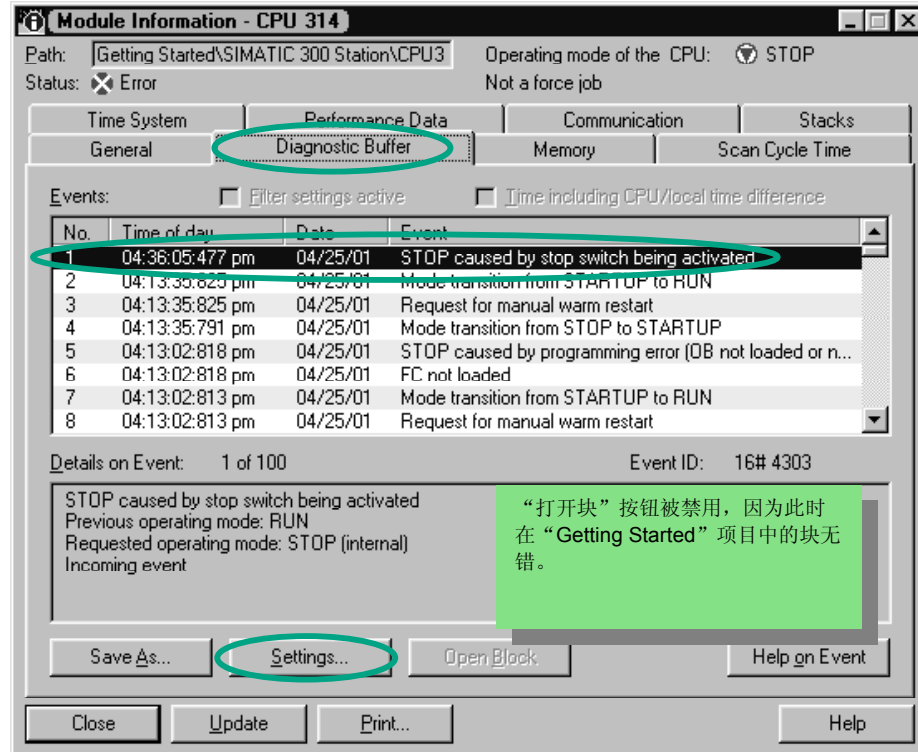 Module Information - CPU 314
Path: Getting Started\SIMATIC 300 Station\CPU3 Operating mode of the CPU: STOP
Status: Error Not a force job
Time System Performance Data Communication Stacks
General Diagnostic Buffer Memory Scan Cycle Time
Events: Filter settings active Time including CPU/local time difference
No. Time of day Date Event
1 04:36:05:477 pm 04/25/01 STOP caused by stop switch being activated
2 04:13:35:825 pm 04/25/01 Mode transition from STARTUP to RUN
3 04:13:35:825 pm 04/25/01 Request for manual warm restart
4 04:13:35:791 pm 04/25/01 Mode transition from STOP to STARTUP
5 04:13:02:818 pm 04/25/01 STOP caused by programming error (OB not loaded or n...
6 04:13:02:818 pm 04/25/01 FC not loaded
7 04:13:02:813 pm 04/25/01 Mode transition from STARTUP to RUN
8 04:13:02:813 pm 04/25/01 Request for manual warm restart
Details on Event: 1 of 100 Event ID: 16# 4303
STOP caused by stop switch being activated
Previous operating mode: RUN
Requested operating mode: STOP (internal)
Incoming event
“打开块”按钮被禁用，因为此时
在“Getting Started”项目中的块无
错。
Save As... Settings... Open Block Help on Event
Close Update Print... Help